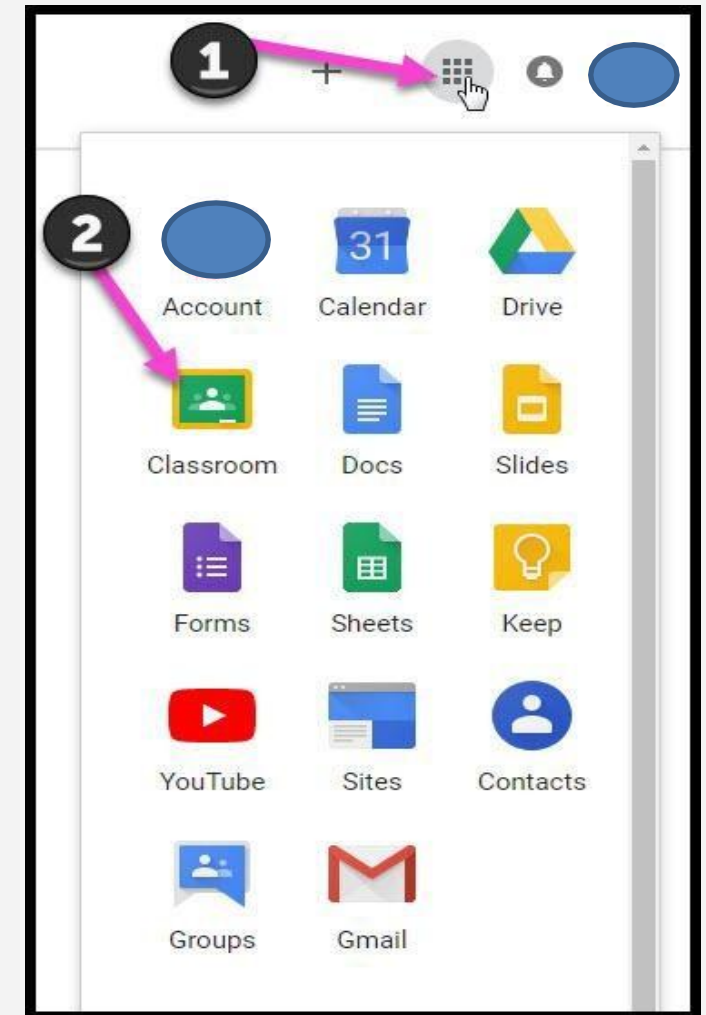 1
2
31
Account Calendar Drive
Classroom Docs Slides
Forms Sheets Keep
YouTube Sites Contacts
Groups Gmail